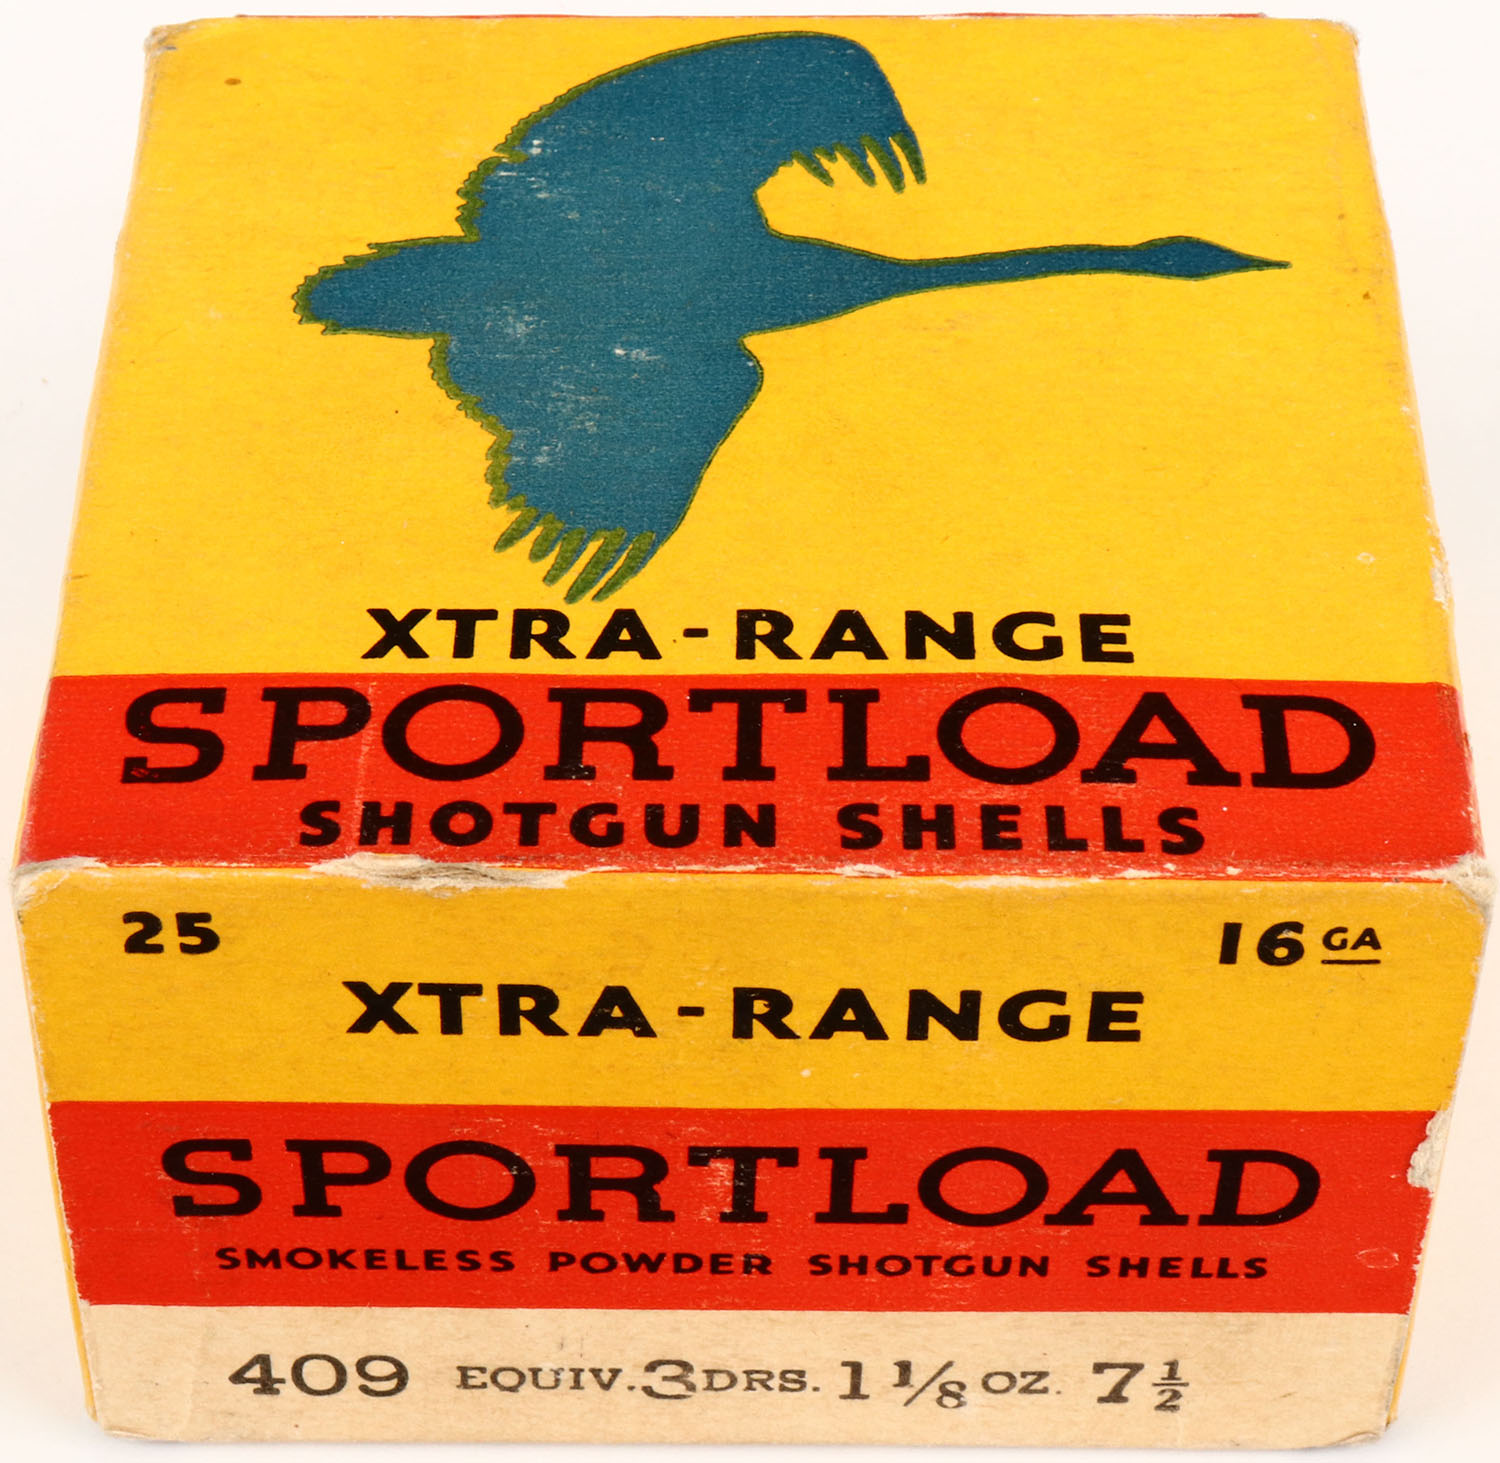 XTRA-RANGE
SPORTLOAD
SHOTGUN SHELLS
25 16 GA
XTRA-RANGE
SPORTLOAD
SMOKELESS POWDER SHOTGUN SHELLS
409 EQUIV. 3 DRS. 1 1/8 OZ. 7 1/2